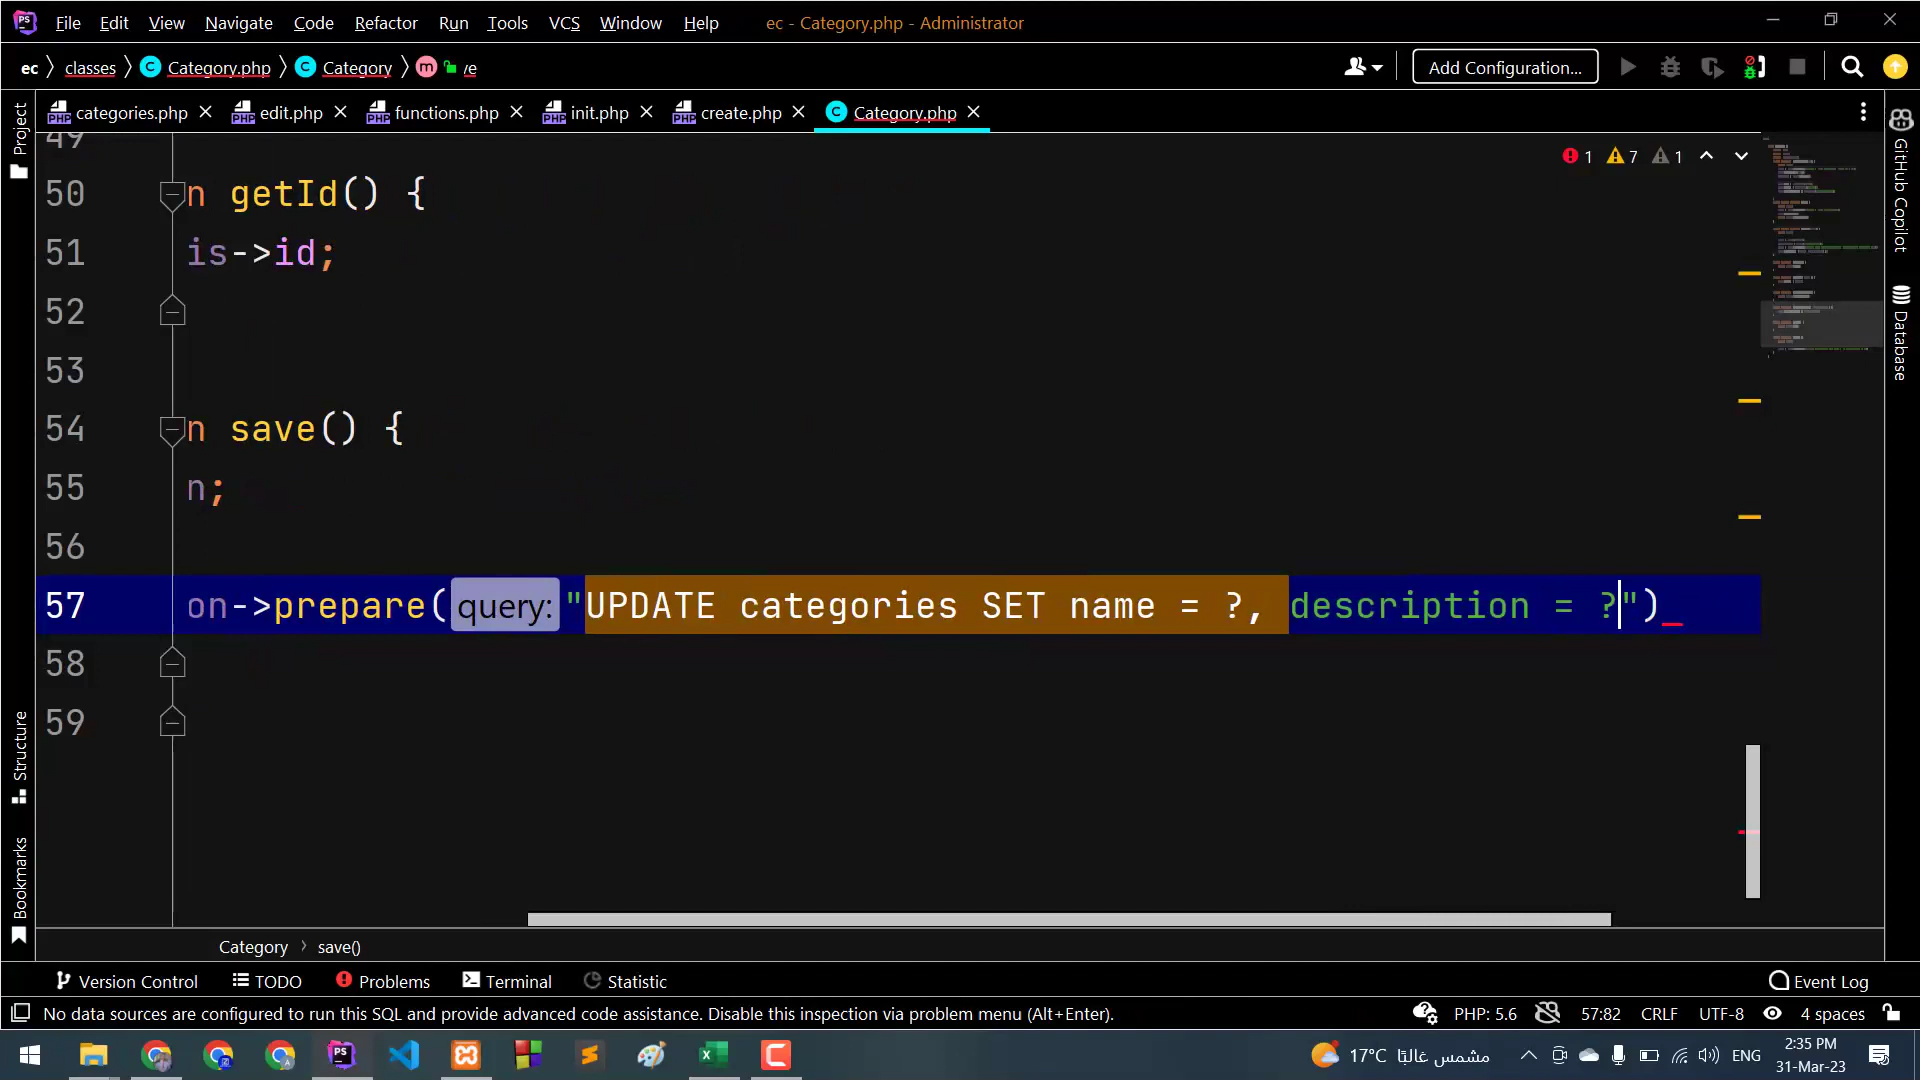 PS File Edit View Navigate Code Refactor Run Tools VCS Window Help ec - Category.php - Administrator
ec classes Category.php Category ve Add Configuration...
categories.php edit.php functions.php init.php create.php Category.php
Project
1 7 1
49
50 n getId() {
51 is->id;
52
53
54 n save() {
55 n;
56
57 on->prepare( query: "UPDATE categories SET name = ?, description = ?")
58
59
GitHub Copilot
Database
Structure
Bookmarks
Category save()
Version Control TODO Problems Terminal Statistic Event Log
No data sources are configured to run this SQL and provide advanced code assistance. Disable this inspection via problem menu (Alt+Enter). PHP: 5.6 57:82 CRLF UTF-8 4 spaces
17°C مشمس غالبًا ENG 2:35 PM
31-Mar-23